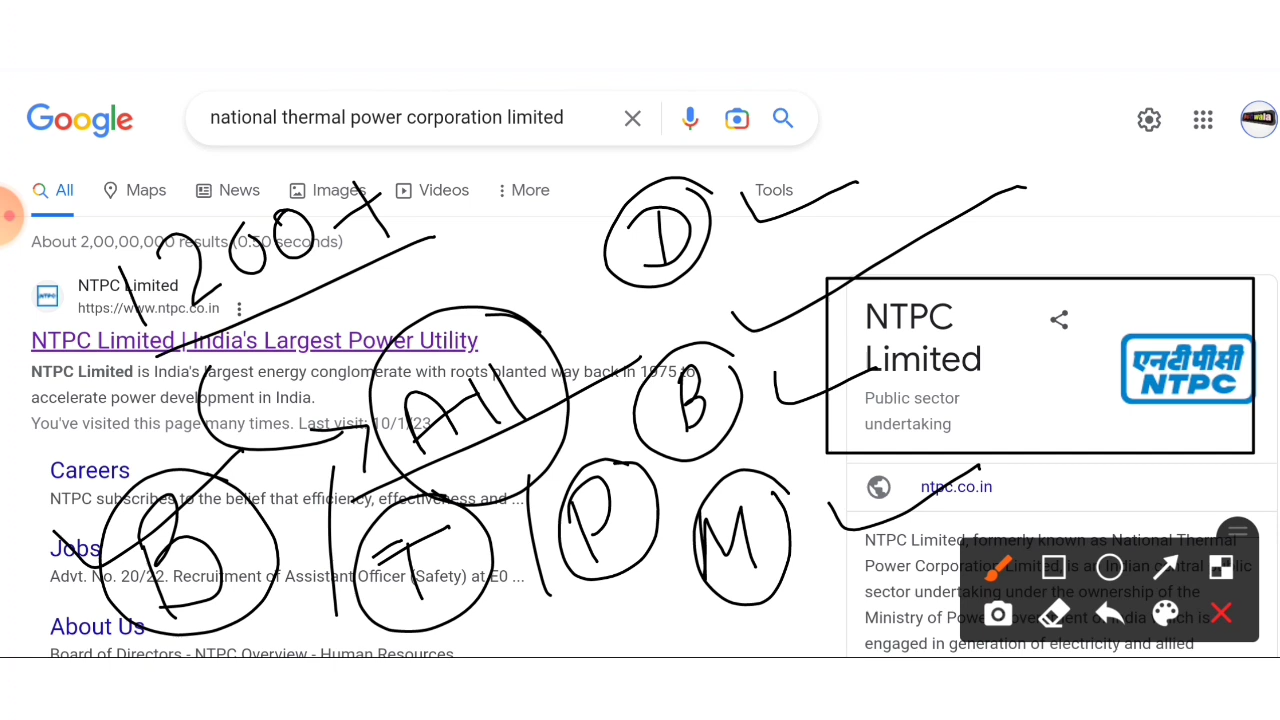 Google
national thermal power corporation limited
All Maps News Images Videos More Tools
About 2,00,00,000 results (0.50 seconds)
1200+
D
NTPC Limited
https://www.ntpc.co.in
NTPC Limited | India's Largest Power Utility
NTPC Limited is India's largest energy conglomerate with roots planted way back in 1975 to
accelerate power development in India.
You've visited this page many times. Last visit: 10/1/23
All
B
Careers
NTPC subscribes to the belief that efficiency, effectiveness and ...
Jobs
Advt. No. 20/22. Recruitment of Assistant Officer (Safety) at E0 ...
B
T
P
M
About Us
Board of Directors - NTPC Overview - Human Resources
NTPC
Limited
Public sector
undertaking
एनटीपीसी
NTPC
ntpc.co.in
NTPC Limited, formerly known as National Thermal
Power Corporation Limited, is an Indian central public
sector undertaking under the ownership of the
Ministry of Power, Government of India which is
engaged in generation of electricity and allied